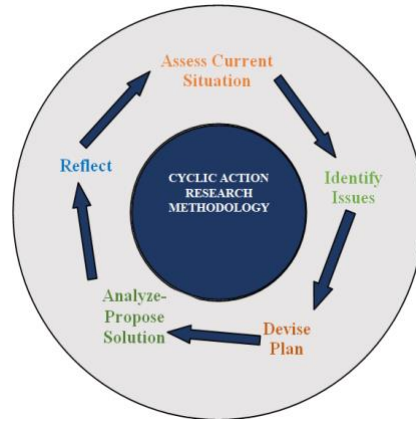 Assess Current
Situation
Identify
Issues
Devise
Plan
Analyze-
Propose
Solution
Reflect
CYCLIC ACTION
RESEARCH
METHODOLOGY